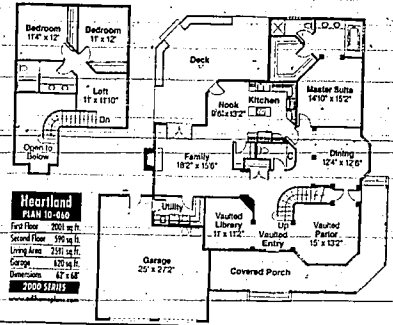 Bedroom
11'4" x 12'
Bedroom
11' x 12'
Loft
11' x 11'10"
Dn
Open to
Below
Deck
Nook
9'6" x 13'2"
Kitchen
Master Suite
14'10" x 15'2"
Family
18'2" x 15'6"
Dining
12'4" x 12'6"
Utility
Vaulted
Library
11' x 11'2"
Up
Vaulted
Entry
Vaulted
Parlor
15' x 13'2"
Garage
25' x 27'2"
Covered Porch
Heartland
PLAN 10-060
First Floor 2001 sq. ft.
Second Floor 590 sq. ft.
Living Area 2591 sq. ft.
Garage 620 sq. ft.
Dimensions 62' x 68'
2000 SERIES